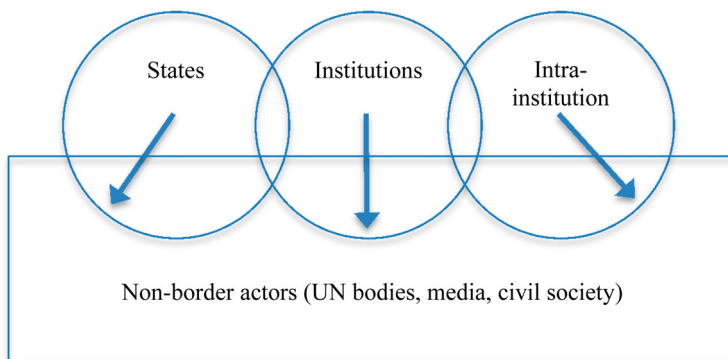 States
Institutions
Intra-
institution
Non-border actors (UN bodies, media, civil society)